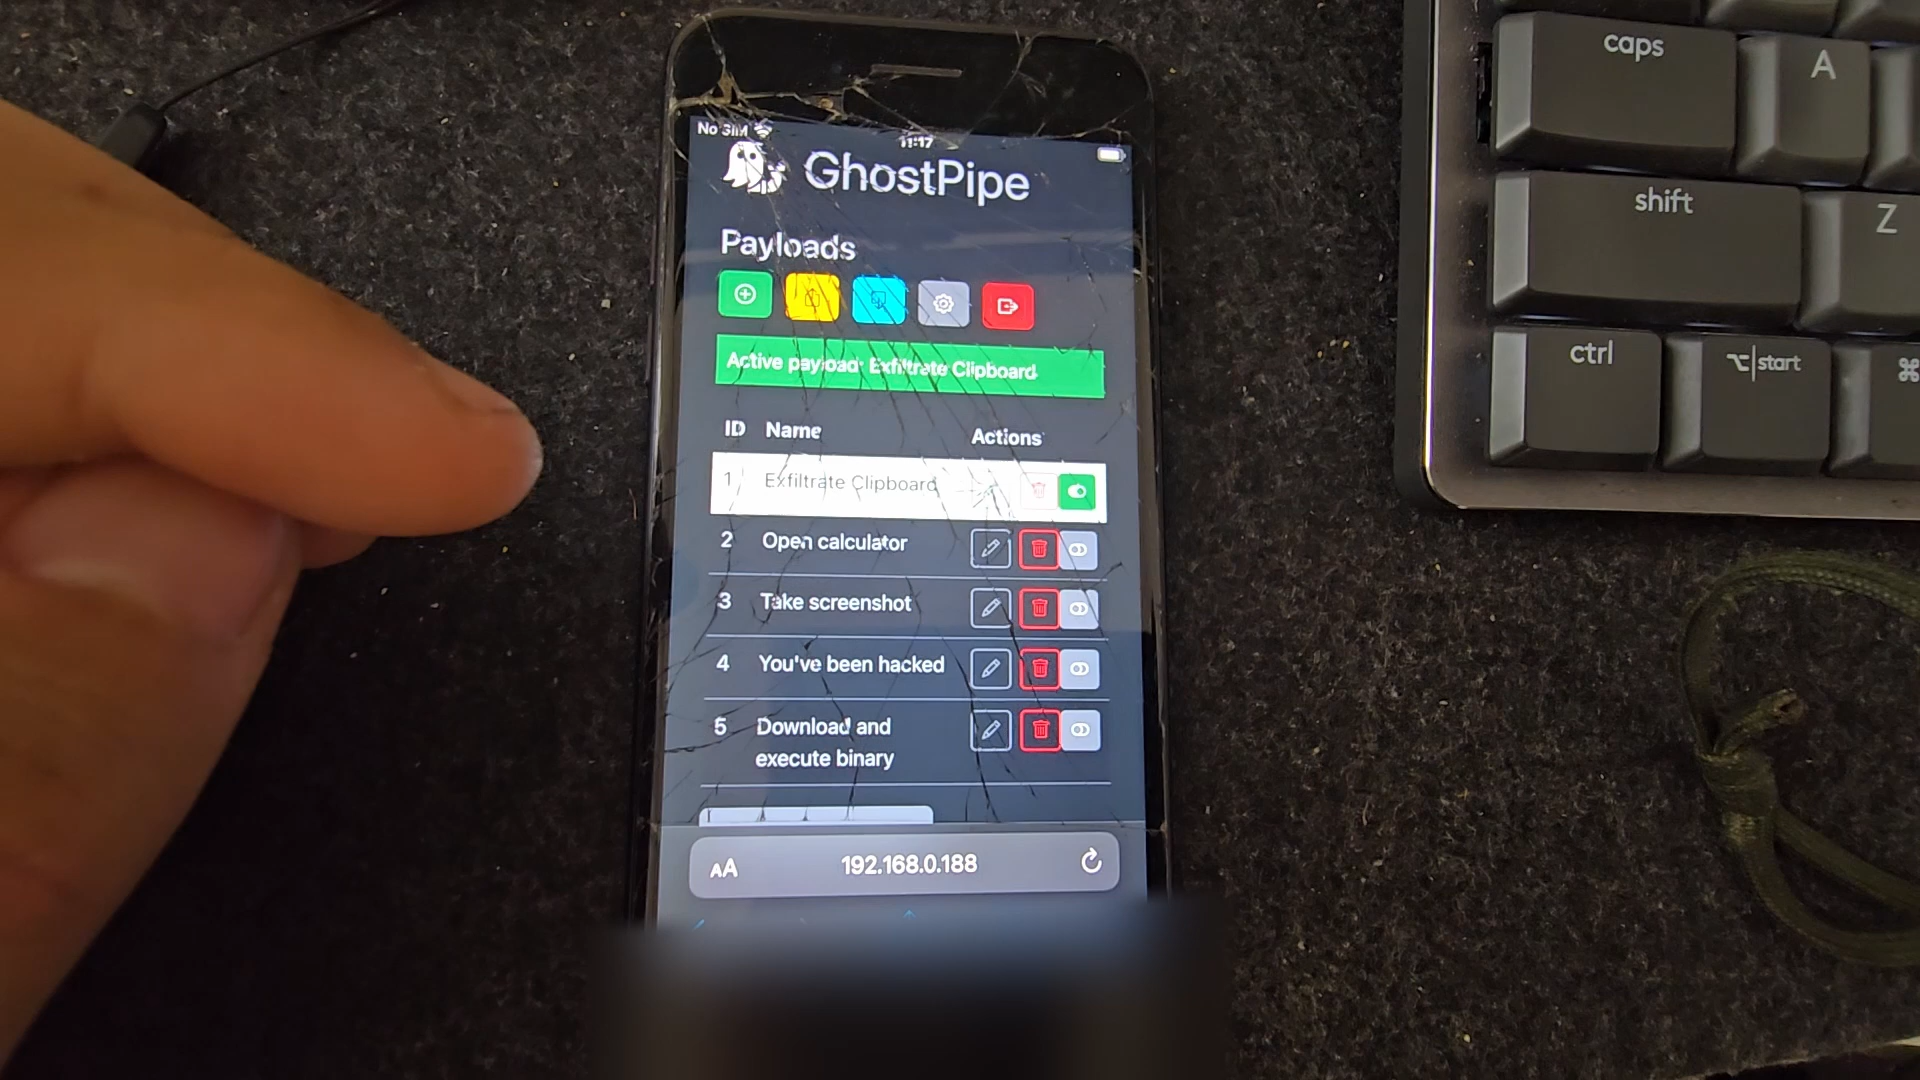 No SIM
11:17
GhostPipe
Payloads
Active payload: Exfiltrate Clipboard
ID Name Actions
1 Exfiltrate Clipboard
2 Open calculator
3 Take screenshot
4 You've been hacked
5 Download and
execute binary
AA 192.168.0.188
caps A
shift Z
ctrl ⌥|start ⌘